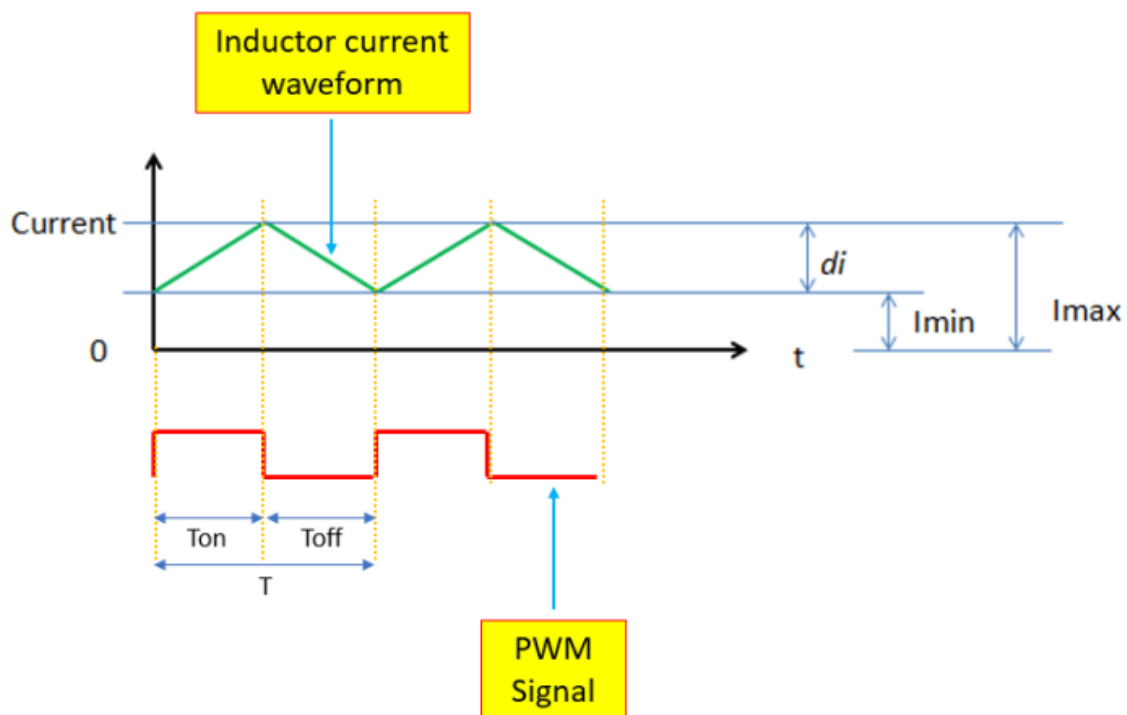 Inductor current
waveform
Current
di
Imin
Imax
0
t
Ton
Toff
T
PWM
Signal